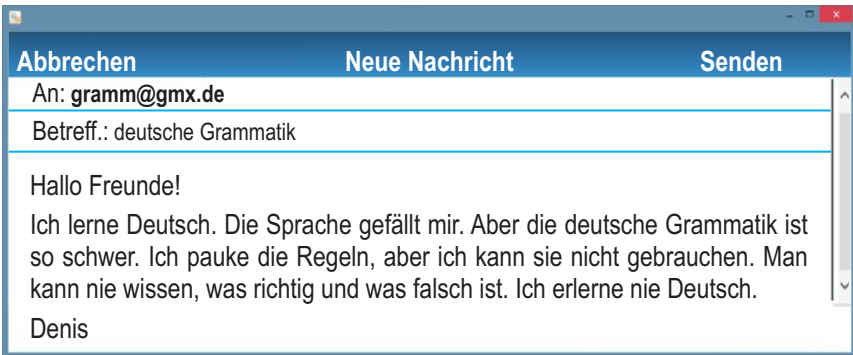 Abbrechen Neue Nachricht Senden
An: gramm@gmx.de
Betreff.: deutsche Grammatik
Hallo Freunde!
Ich lerne Deutsch. Die Sprache gefällt mir. Aber die deutsche Grammatik ist
so schwer. Ich pauke die Regeln, aber ich kann sie nicht gebrauchen. Man
kann nie wissen, was richtig und was falsch ist. Ich erlerne nie Deutsch.
Denis